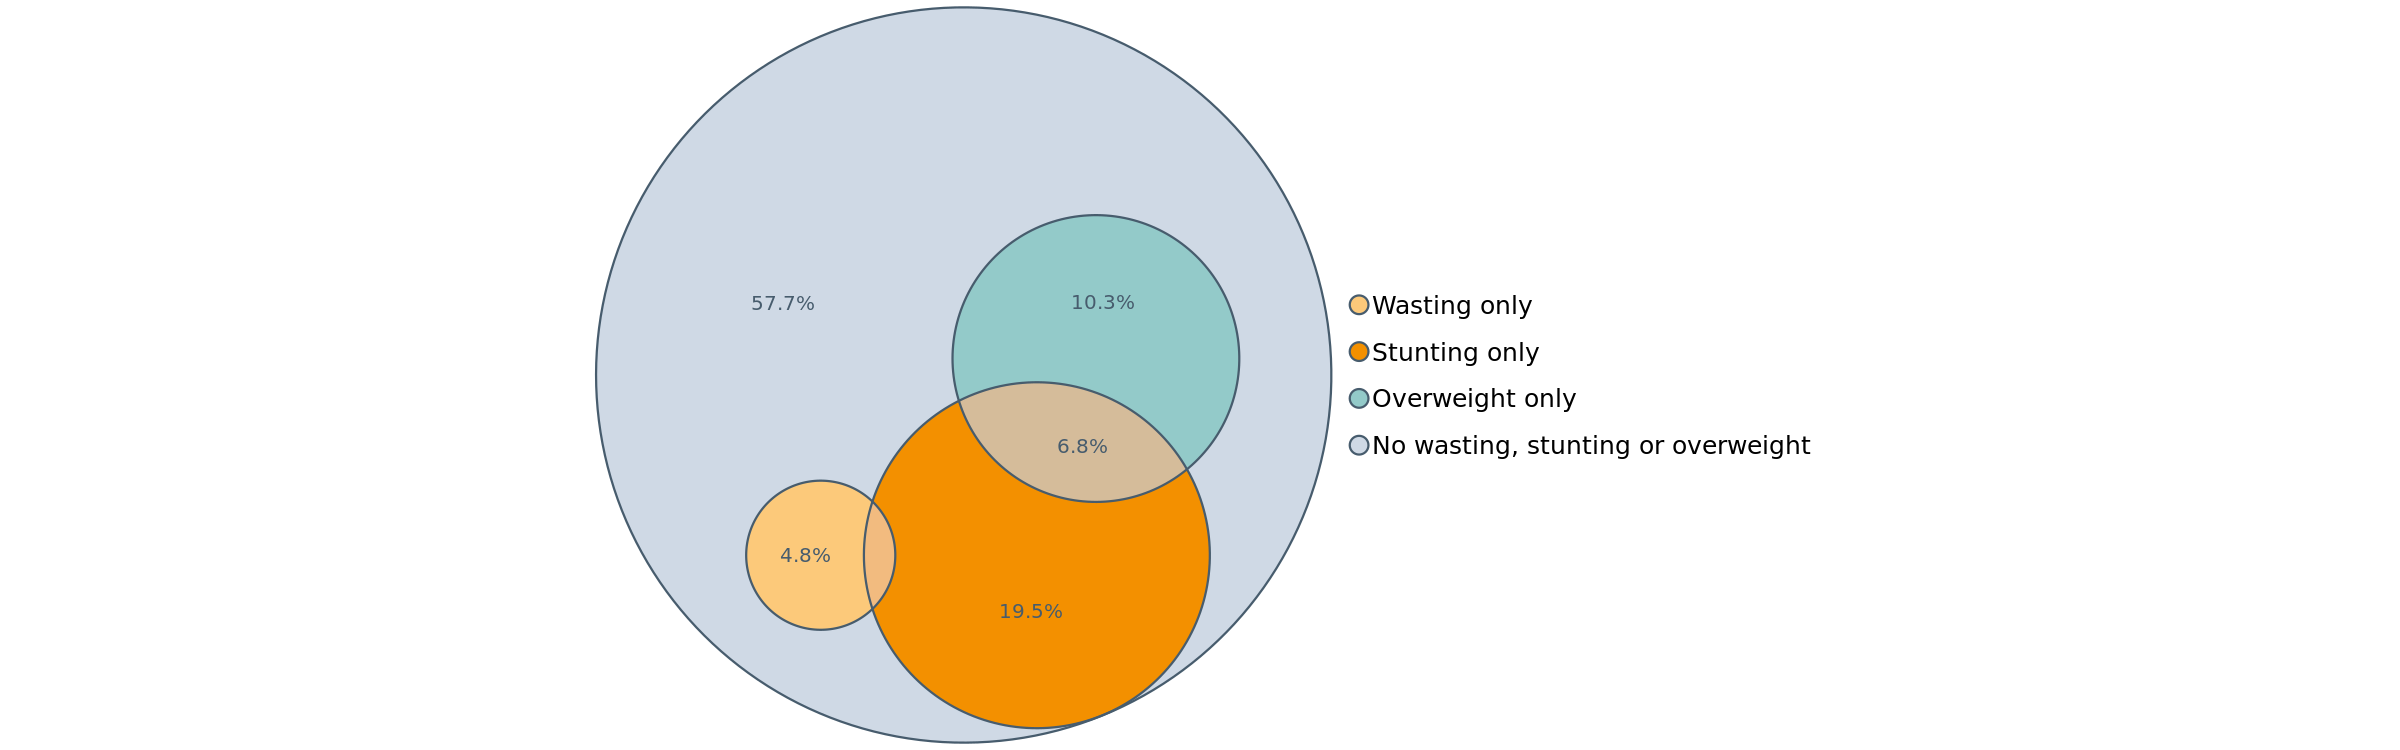 57.7%
10.3%
6.8%
4.8%
19.5%
Wasting only
Stunting only
Overweight only
No wasting, stunting or overweight